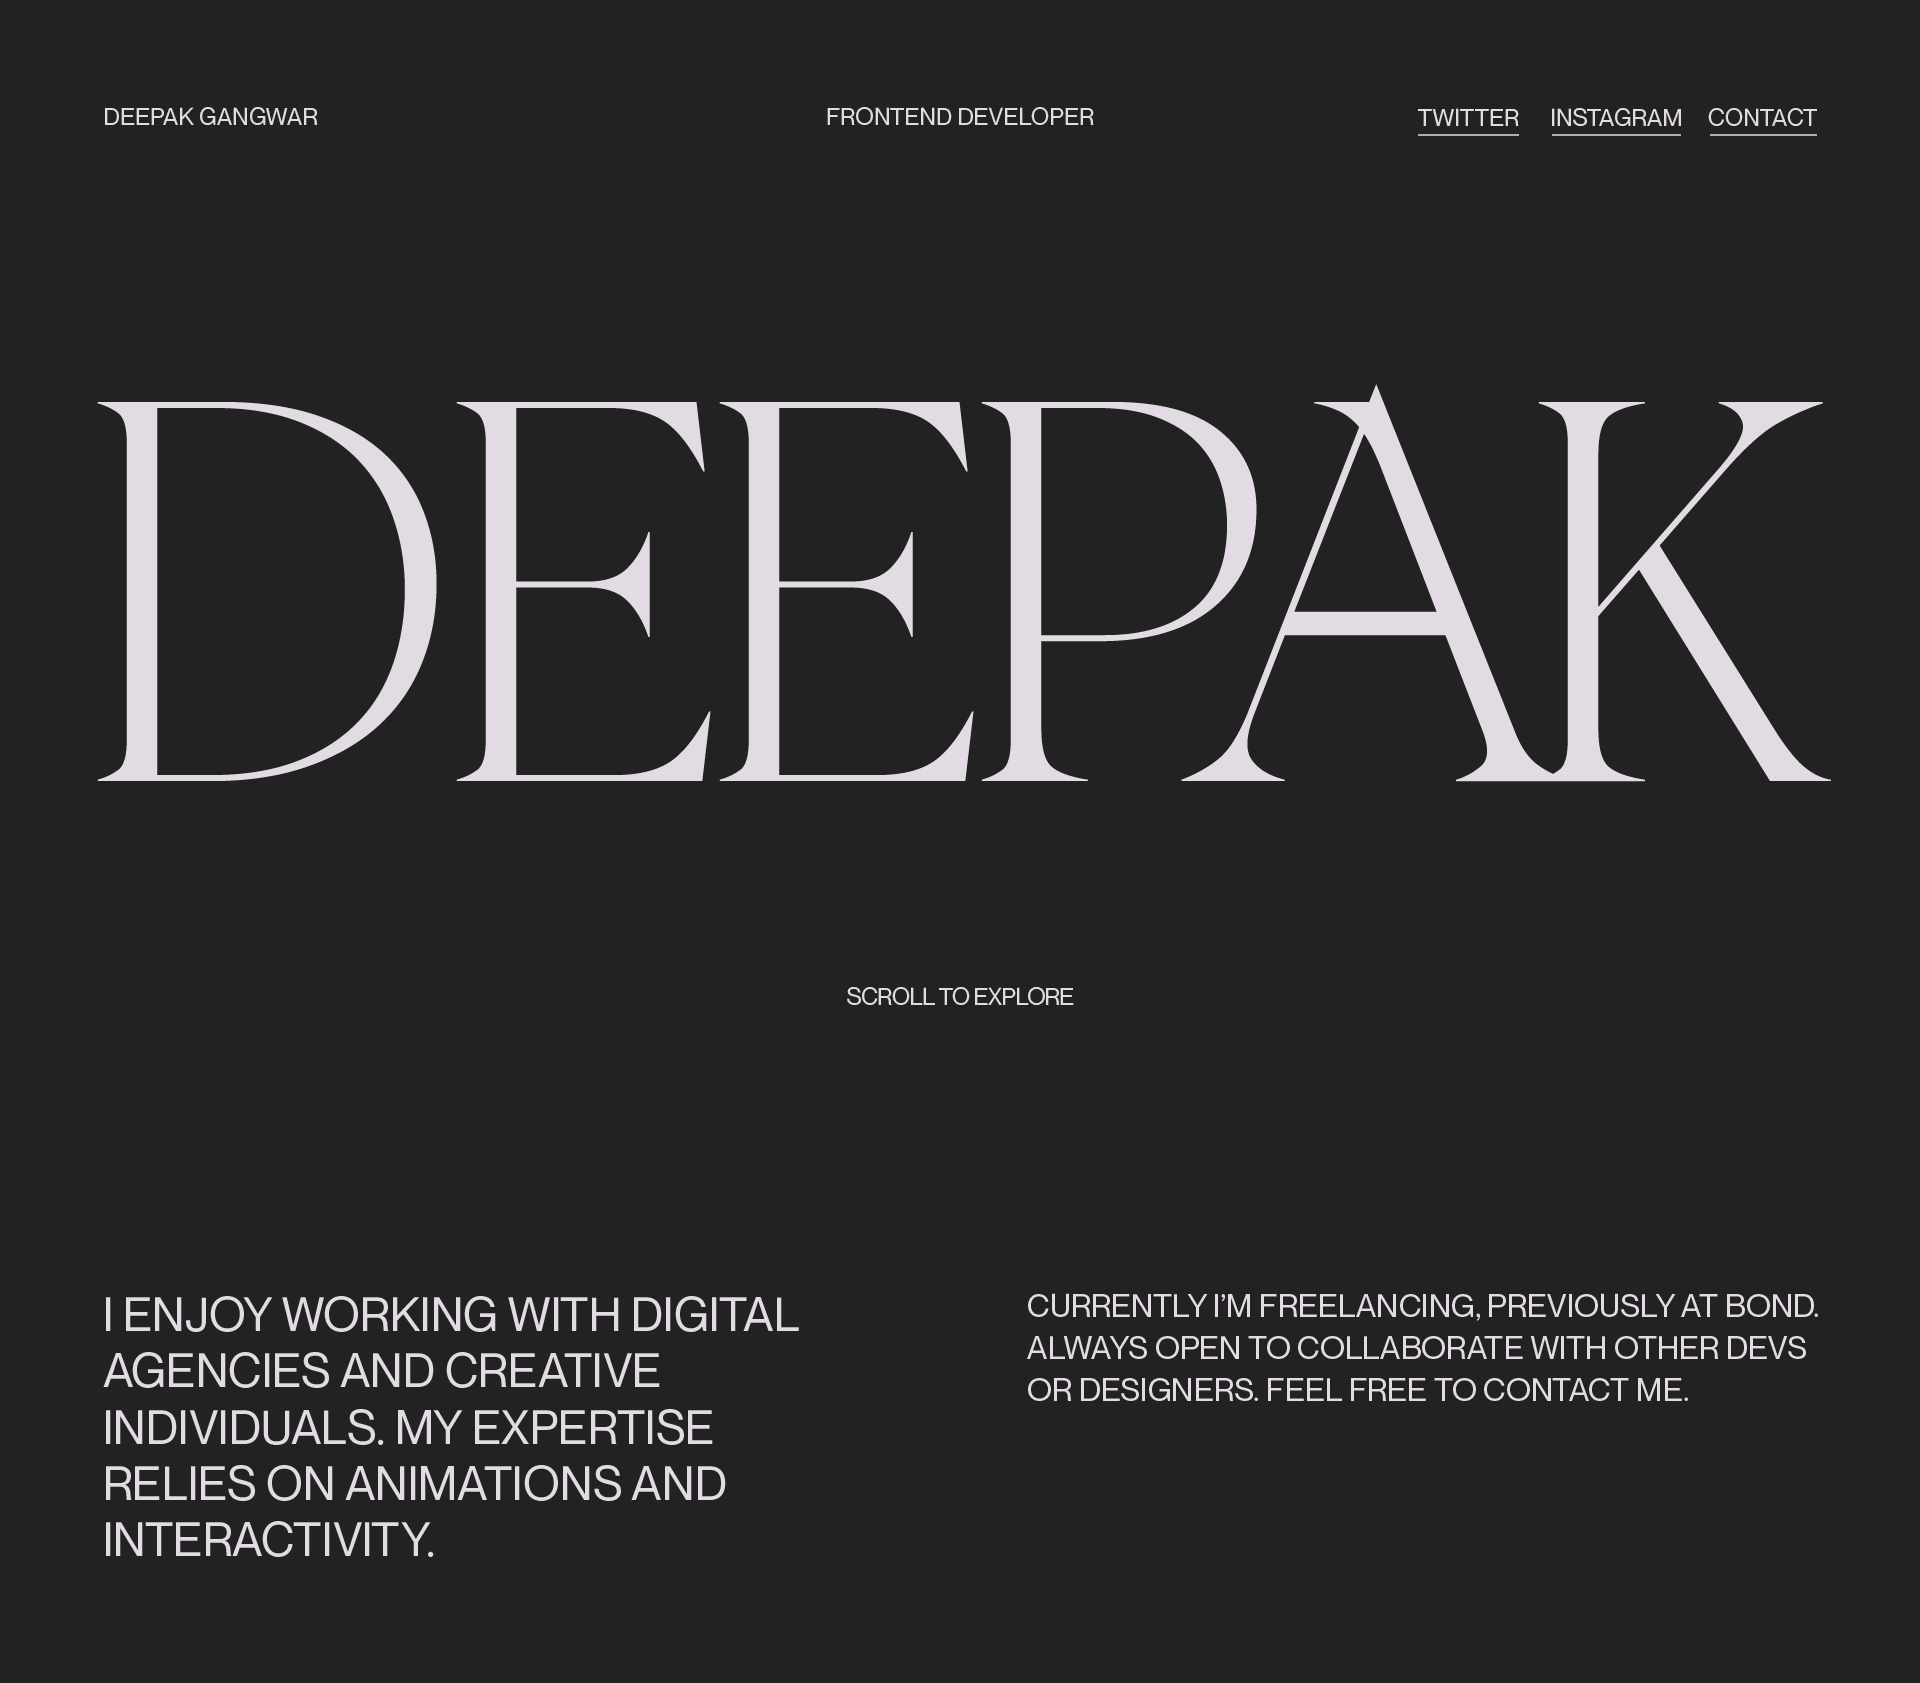 DEEPAK GANGWAR
FRONTEND DEVELOPER
TWITTER INSTAGRAM CONTACT
DEEPAK
SCROLL TO EXPLORE
I ENJOY WORKING WITH DIGITAL
AGENCIES AND CREATIVE
INDIVIDUALS. MY EXPERTISE
RELIES ON ANIMATIONS AND
INTERACTIVITY.
CURRENTLY I’M FREELANCING, PREVIOUSLY AT BOND.
ALWAYS OPEN TO COLLABORATE WITH OTHER DEVS
OR DESIGNERS. FEEL FREE TO CONTACT ME.